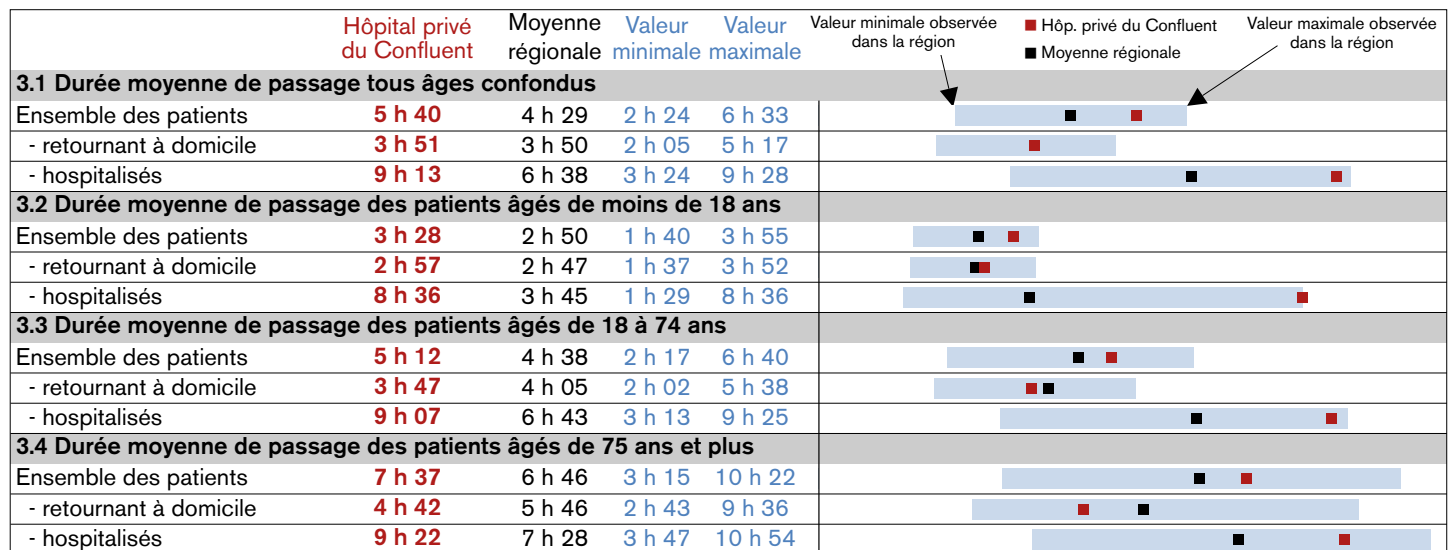 Hôpital privé du Confluent Moyenne régionale Valeur minimale Valeur maximale
Valeur minimale observée dans la région
Hôp. privé du Confluent
Moyenne régionale
Valeur maximale observée dans la région
3.1 Durée moyenne de passage tous âges confondus
Ensemble des patients 5 h 40 4 h 29 2 h 24 6 h 33
- retournant à domicile 3 h 51 3 h 50 2 h 05 5 h 17
- hospitalisés 9 h 13 6 h 38 3 h 24 9 h 28
3.2 Durée moyenne de passage des patients âgés de moins de 18 ans
Ensemble des patients 3 h 28 2 h 50 1 h 40 3 h 55
- retournant à domicile 2 h 57 2 h 47 1 h 37 3 h 52
- hospitalisés 8 h 36 3 h 45 1 h 29 8 h 36
3.3 Durée moyenne de passage des patients âgés de 18 à 74 ans
Ensemble des patients 5 h 12 4 h 38 2 h 17 6 h 40
- retournant à domicile 3 h 47 4 h 05 2 h 02 5 h 38
- hospitalisés 9 h 07 6 h 43 3 h 13 9 h 25
3.4 Durée moyenne de passage des patients âgés de 75 ans et plus
Ensemble des patients 7 h 37 6 h 46 3 h 15 10 h 22
- retournant à domicile 4 h 42 5 h 46 2 h 43 9 h 36
- hospitalisés 9 h 22 7 h 28 3 h 47 10 h 54